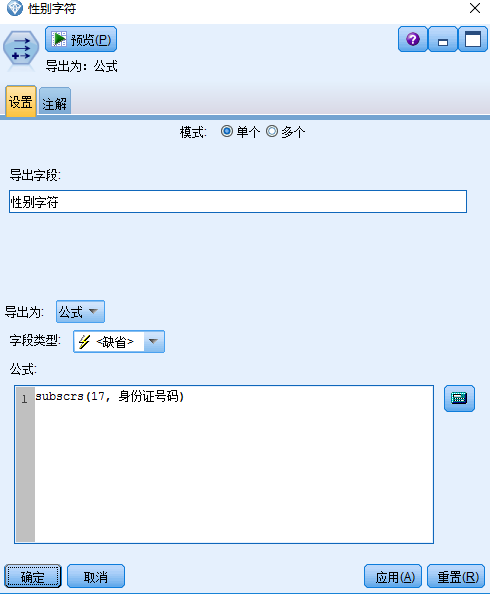 性别字符
预览(P)
导出为：公式
设置 注解
模式: 单个 多个
导出字段:
性别字符
导出为: 公式
字段类型: <缺省>
公式:
1 subscrs(17, 身份证号码)
确定 取消 应用(A) 重置(R)